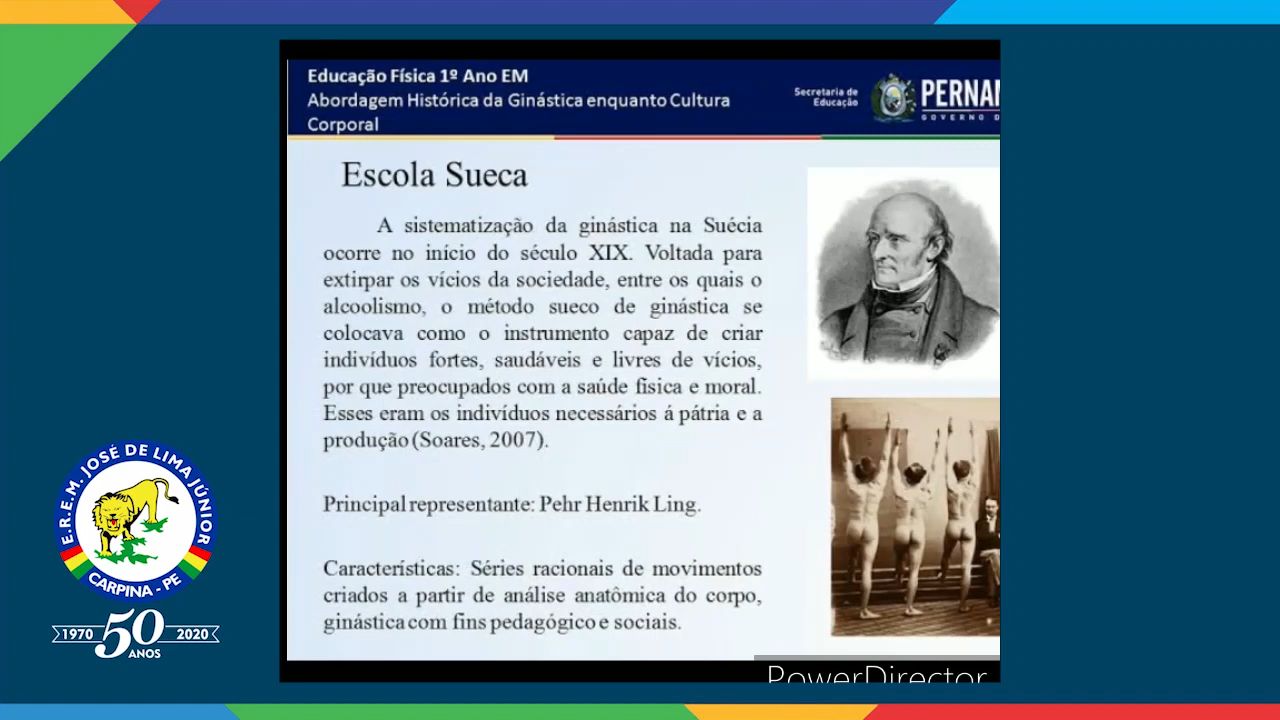 Educação Física 1º Ano EM
Abordagem Histórica da Ginástica enquanto Cultura
Corporal
Secretaria de
Educação
PERNAM
GOVERNO D
Escola Sueca
A sistematização da ginástica na Suécia
ocorre no início do século XIX. Voltada para
extirpar os vícios da sociedade, entre os quais o
alcoolismo, o método sueco de ginástica se
colocava como o instrumento capaz de criar
indivíduos fortes, saudáveis e livres de vícios,
por que preocupados com a saúde física e moral.
Esses eram os indivíduos necessários á pátria e a
produção (Soares, 2007).
Principal representante: Pehr Henrik Ling.
Características: Séries racionais de movimentos
criados a partir de análise anatômica do corpo,
ginástica com fins pedagógico e sociais.
E.R.E.M. JOSÉ DE LIMA JÚNIOR
CARPINA - PE
1970 50 2020
ANOS
PowerDirector